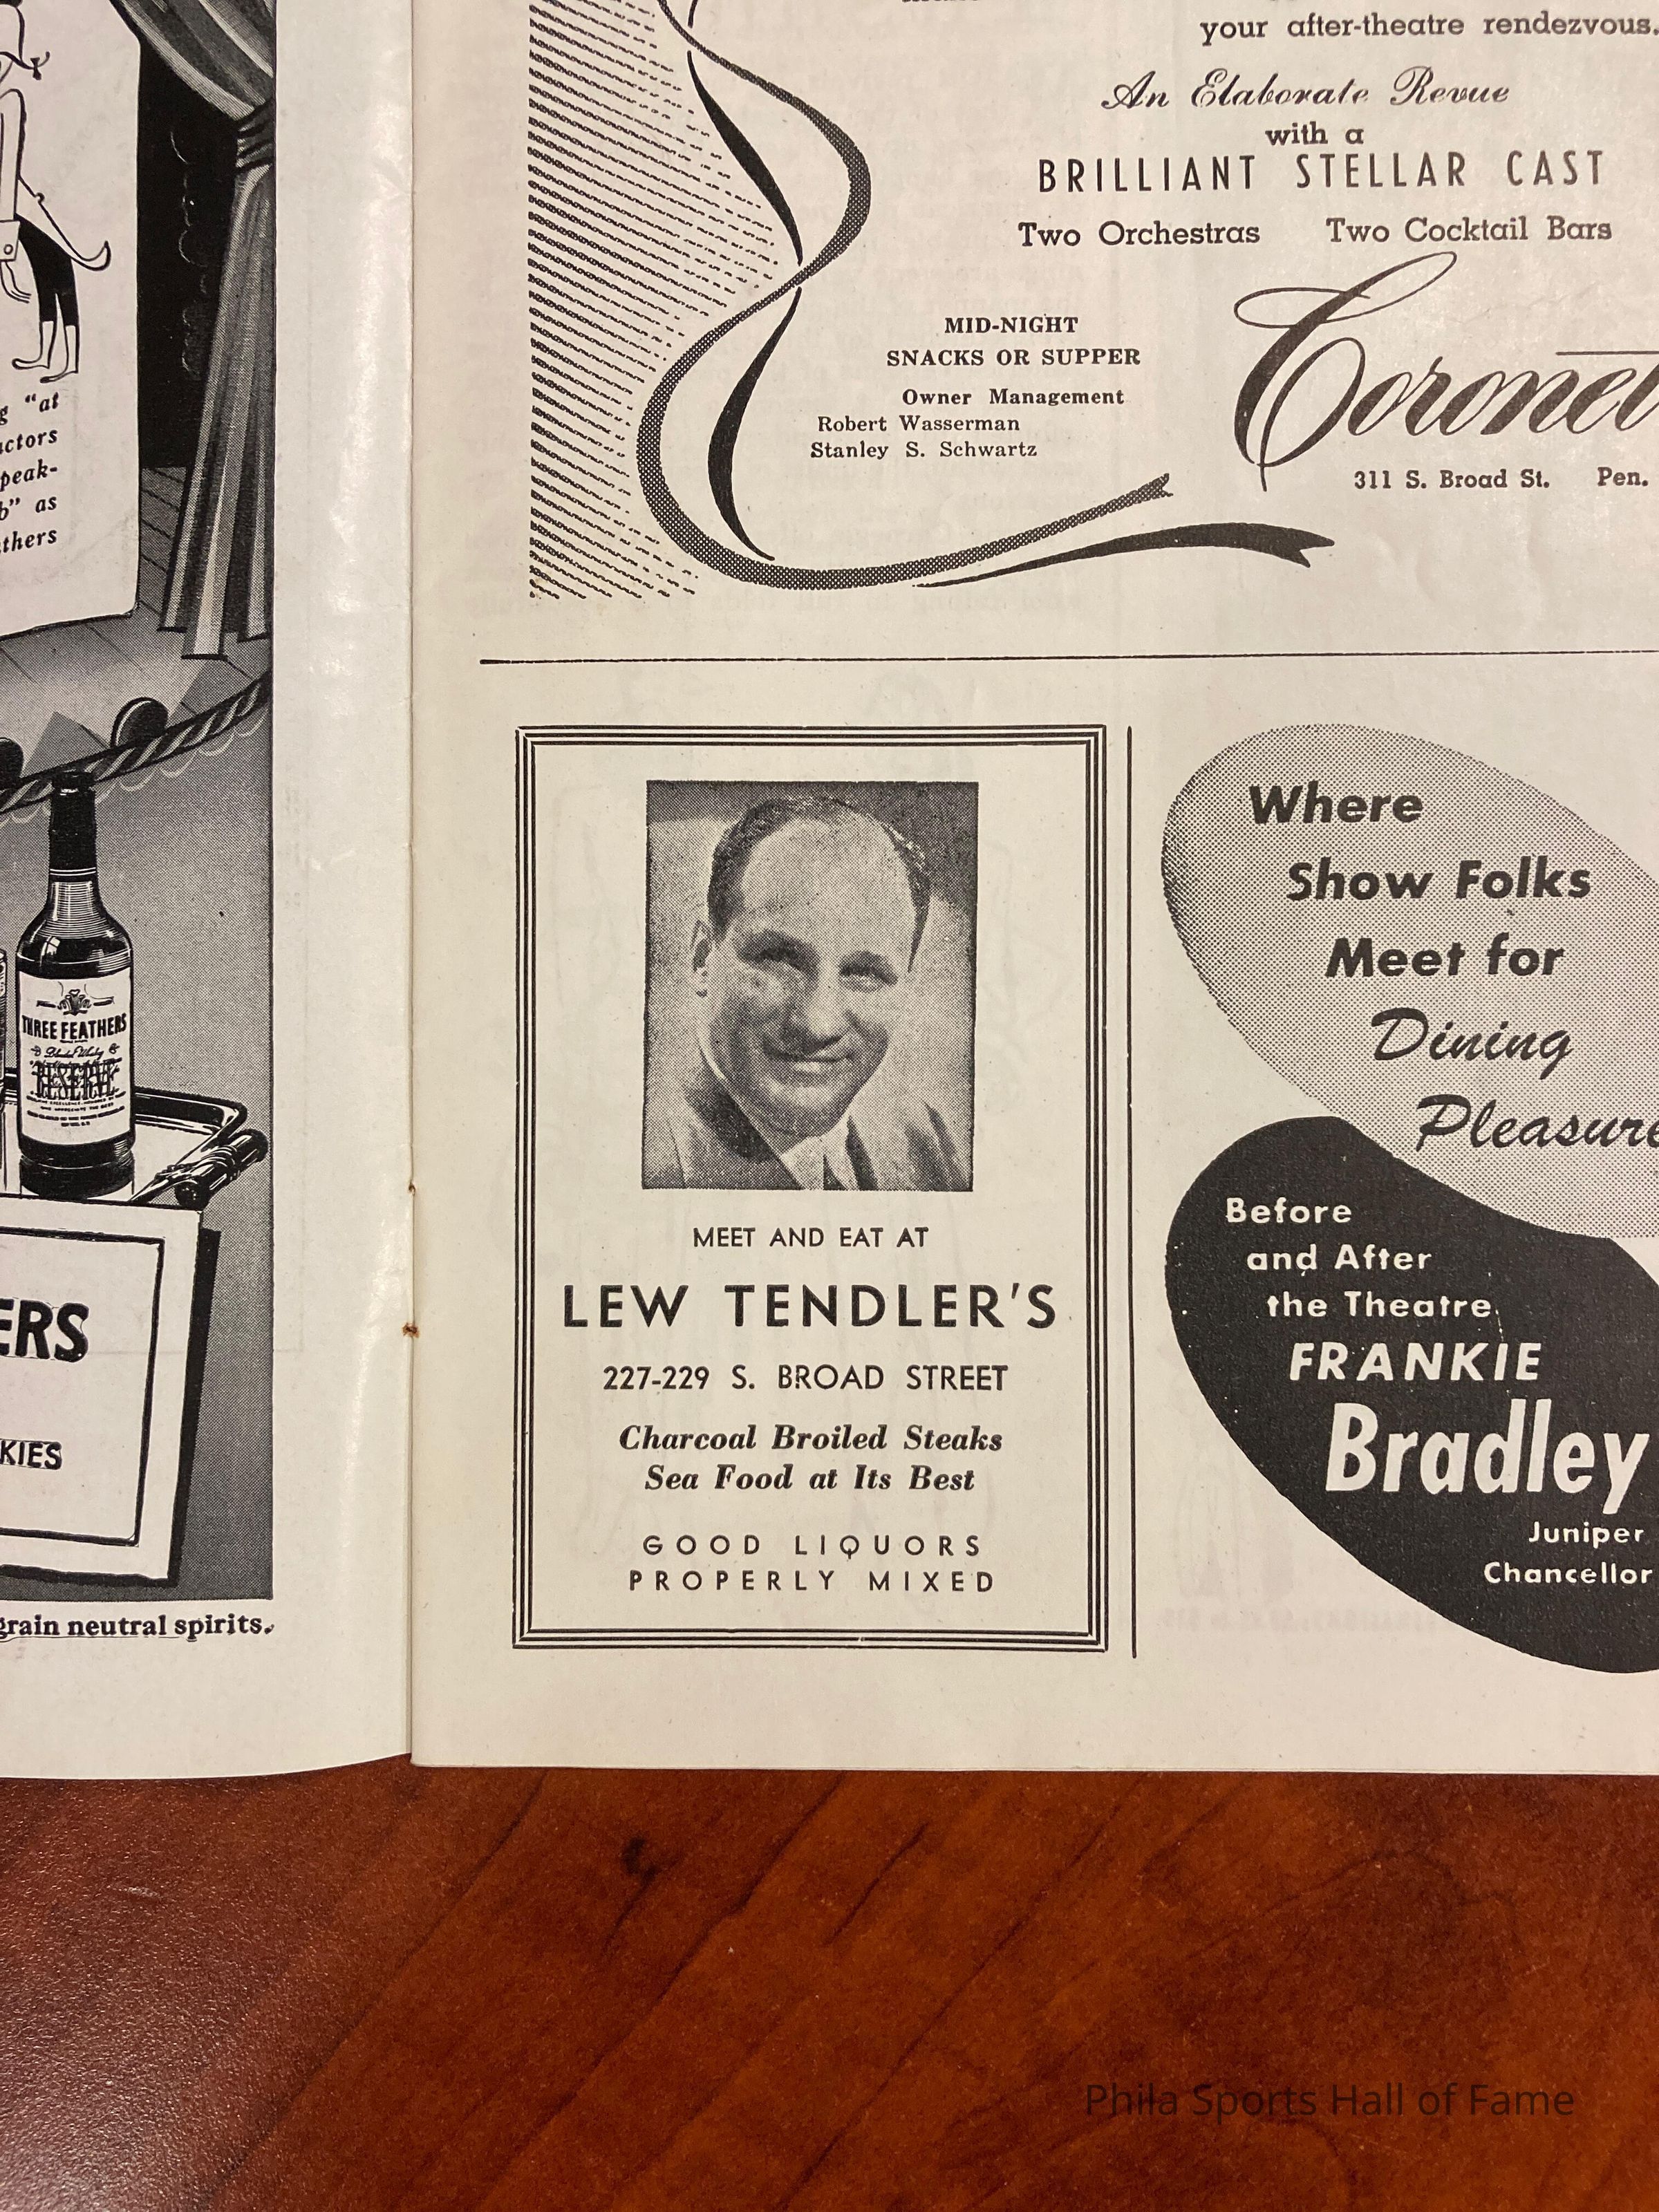 "at
actors
as
grain neutral spirits.
THREE FEATHERS
Blended Whisky
RESERVE
KIES
your after-theatre rendezvous.
An Elaborate Revue
with a
BRILLIANT STELLAR CAST
Two Orchestras Two Cocktail Bars
MID-NIGHT
SNACKS OR SUPPER
Owner Management
Robert Wasserman
Stanley S. Schwartz
Coronet
311 S. Broad St. Pen.
MEET AND EAT AT
LEW TENDLER'S
227-229 S. BROAD STREET
Charcoal Broiled Steaks
Sea Food at Its Best
GOOD LIQUORS
PROPERLY MIXED
Where
Show Folks
Meet for
Dining
Pleasure
Before
and After
the Theatre
FRANKIE
Bradley
Juniper
Chancellor
Phila Sports Hall of Fame